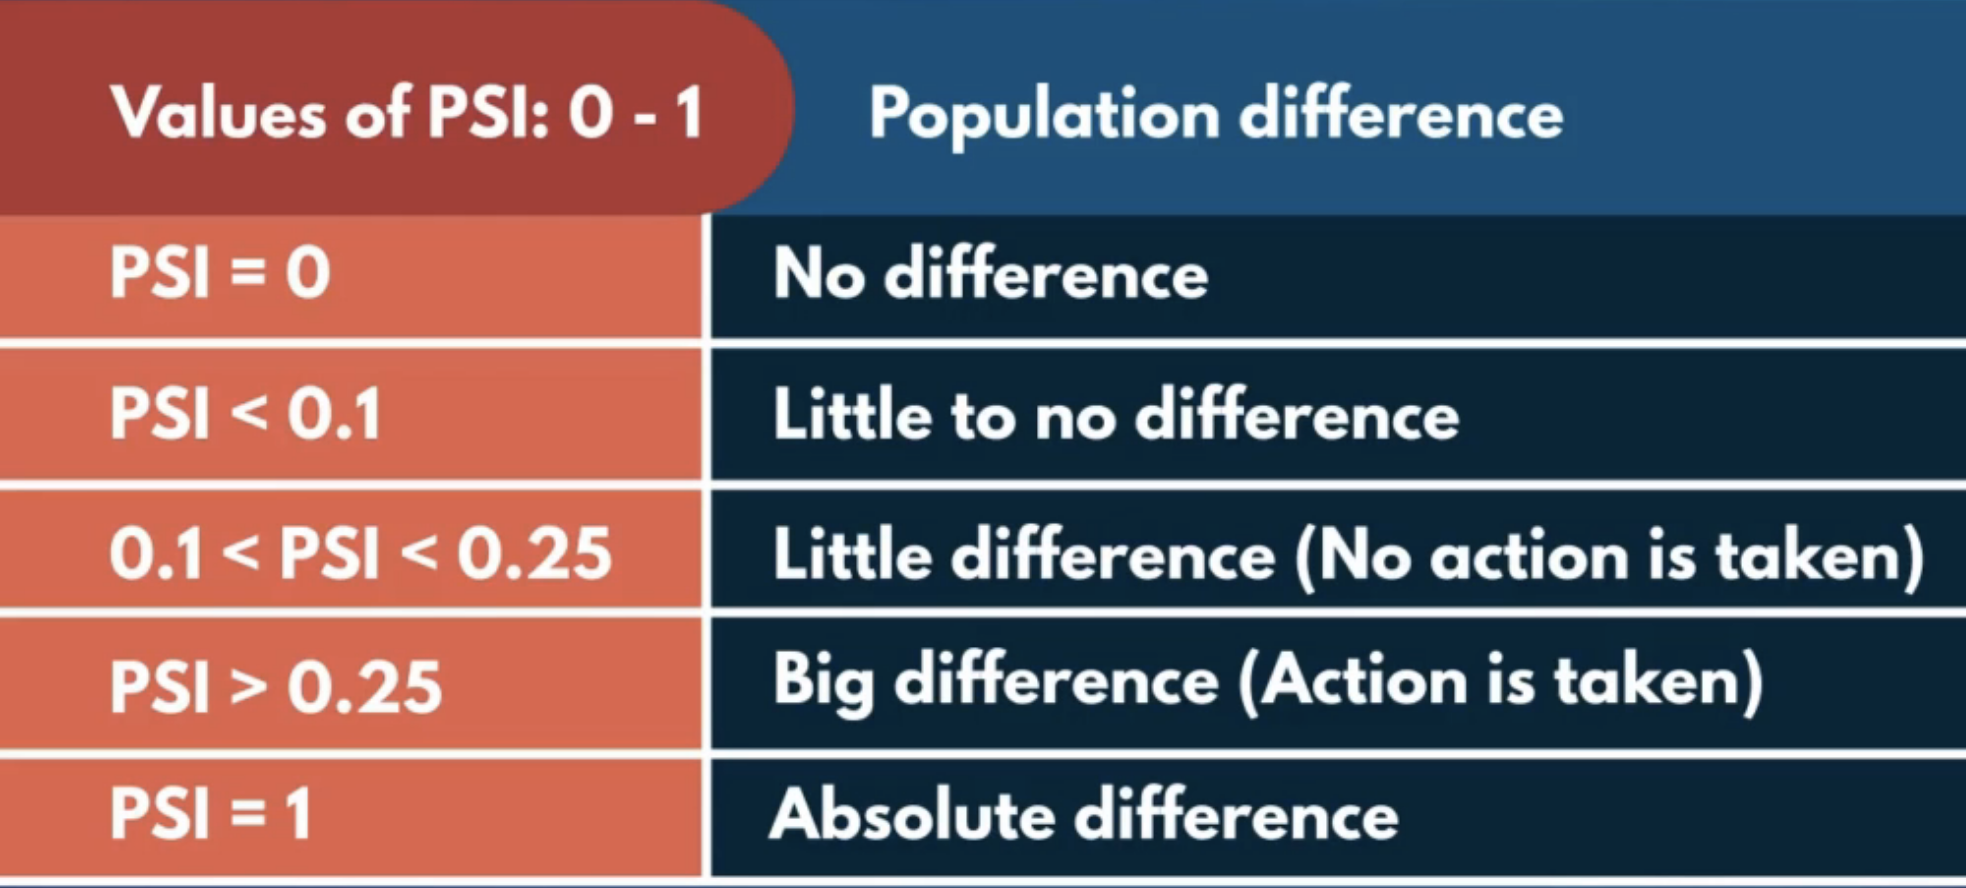 Values of PSI: 0 - 1 Population difference
PSI = 0 No difference
PSI < 0.1 Little to no difference
0.1 < PSI < 0.25 Little difference (No action is taken)
PSI > 0.25 Big difference (Action is taken)
PSI = 1 Absolute difference